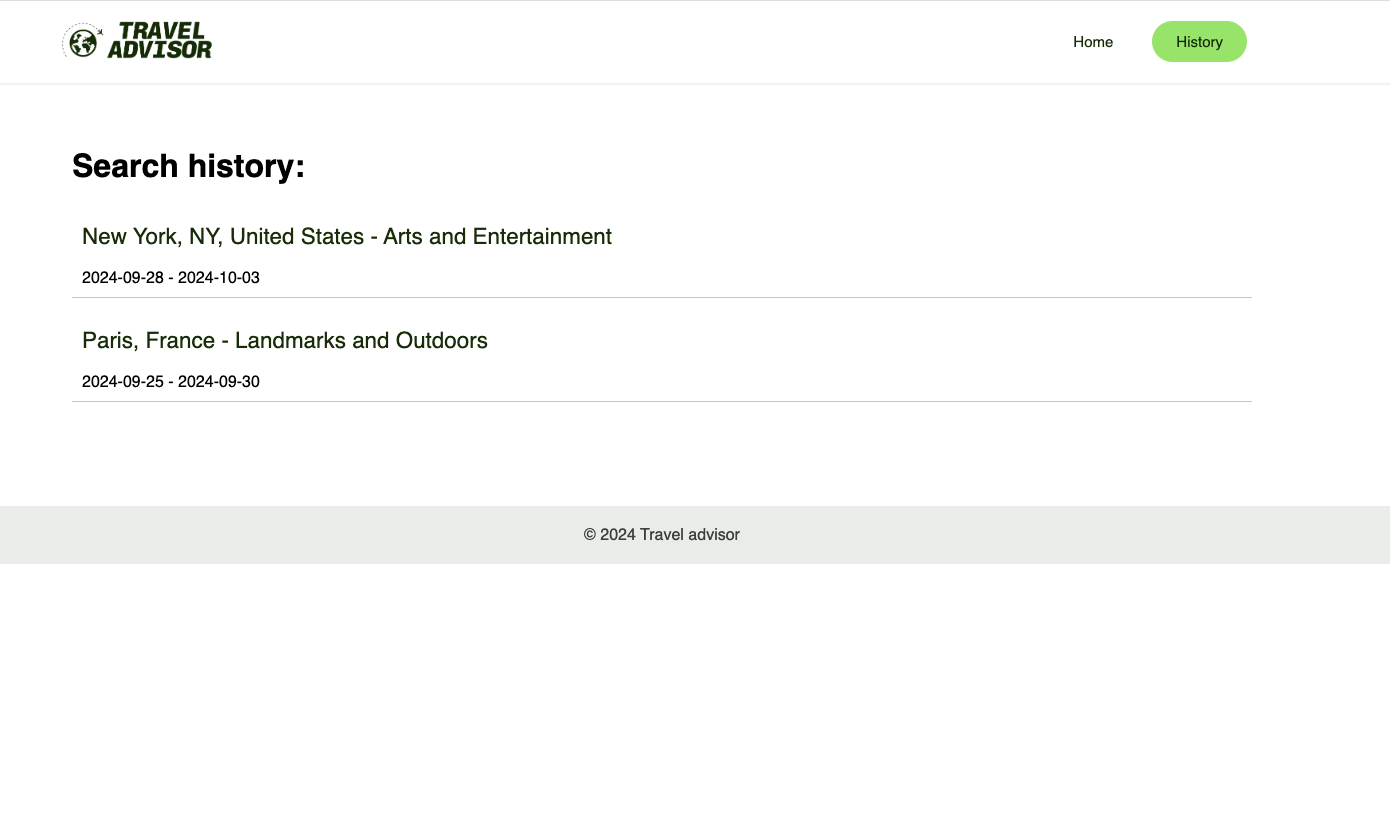 TRAVEL
ADVISOR
Home
History
Search history:
New York, NY, United States - Arts and Entertainment
2024-09-28 - 2024-10-03
Paris, France - Landmarks and Outdoors
2024-09-25 - 2024-09-30
© 2024 Travel advisor